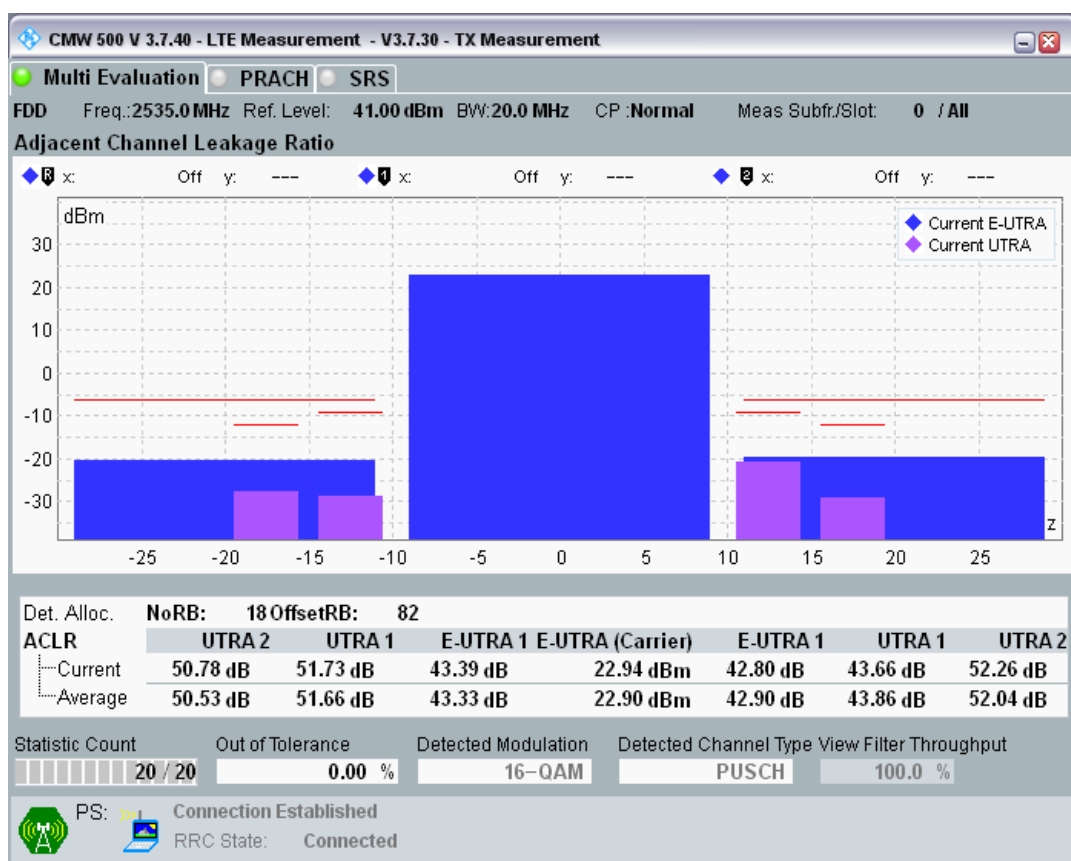 CMW 500 V 3.7.40 - LTE Measurement - V3.7.30 - TX Measurement
Multi Evaluation PRACH SRS
FDD Freq.:2535.0 MHz Ref. Level: 41.00 dBm BW:20.0 MHz CP :Normal Meas Subfr./Slot: 0 / All
Adjacent Channel Leakage Ratio
R x: Off y: --- 1 x: Off y: --- 2 x: Off y: ---
dBm
Current E-UTRA
Current UTRA
30
20
10
0
-10
-20
-30
z
-25 -20 -15 -10 -5 0 5 10 15 20 25
Det. Alloc. NoRB: 18 OffsetRB: 82
ACLR UTRA 2 UTRA 1 E-UTRA 1 E-UTRA (Carrier) E-UTRA 1 UTRA 1 UTRA 2
Current 50.78 dB 51.73 dB 43.39 dB 22.94 dBm 42.80 dB 43.66 dB 52.26 dB
Average 50.53 dB 51.66 dB 43.33 dB 22.90 dBm 42.90 dB 43.86 dB 52.04 dB
Statistic Count Out of Tolerance Detected Modulation Detected Channel Type View Filter Throughput
20 / 20 0.00 % 16-QAM PUSCH 100.0 %
PS: Connection Established
RRC State: Connected